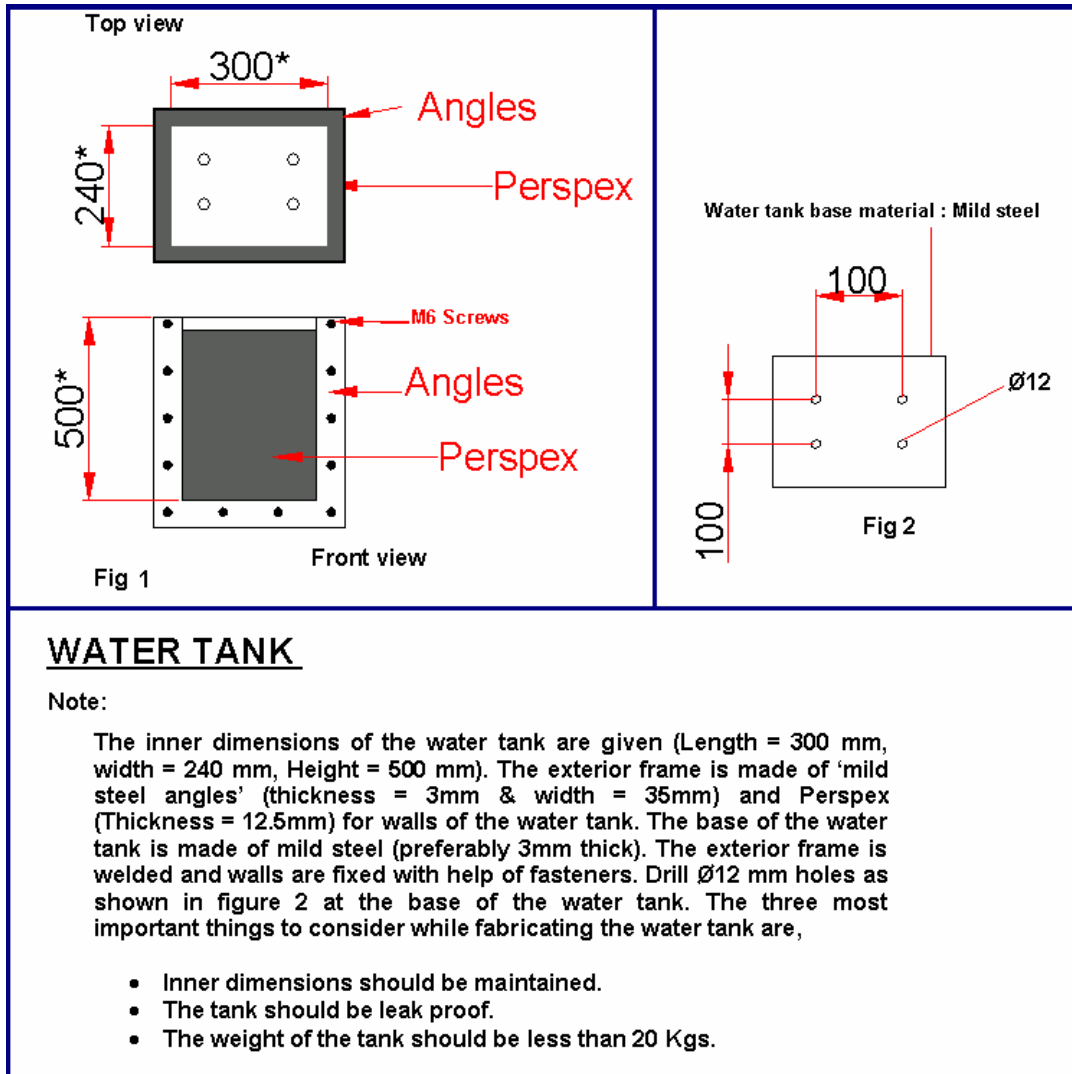 Top view
300*
Angles
240*
Perspex
M6 Screws
Angles
500*
Perspex
Front view
Fig 1
Water tank base material : Mild steel
100
Ø12
100
Fig 2
WATER TANK
Note:
The inner dimensions of the water tank are given (Length = 300 mm,
width = 240 mm, Height = 500 mm). The exterior frame is made of ‘mild
steel angles’ (thickness = 3mm & width = 35mm) and Perspex
(Thickness = 12.5mm) for walls of the water tank. The base of the water
tank is made of mild steel (preferably 3mm thick). The exterior frame is
welded and walls are fixed with help of fasteners. Drill Ø12 mm holes as
shown in figure 2 at the base of the water tank. The three most
important things to consider while fabricating the water tank are,
• Inner dimensions should be maintained.
• The tank should be leak proof.
• The weight of the tank should be less than 20 Kgs.